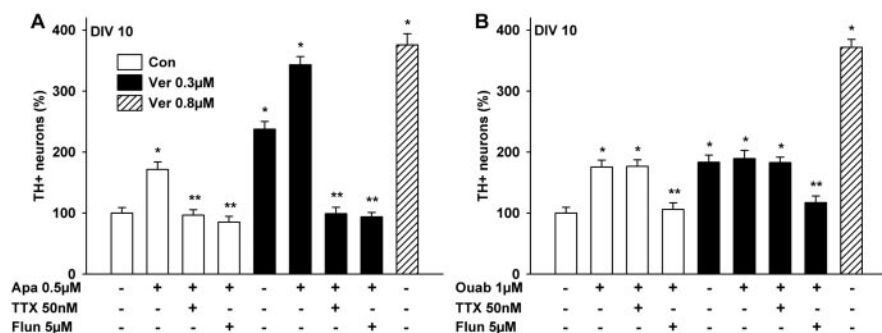 A
DIV 10
TH+ neurons (%)
400
300
200
100
0
Con
Ver 0.3µM
Ver 0.8µM
* ** ** * * ** ** *
Apa 0.5µM - + + + - + + + -
TTX 50nM - - + - - - + - -
Flun 5µM - - - + - - - + -
B
DIV 10
TH+ neurons (%)
400
300
200
100
0
* * ** * * * ** *
Ouab 1µM - + + + - + + + -
TTX 50nM - - + - - - + - -
Flun 5µM - - - + - - - + -